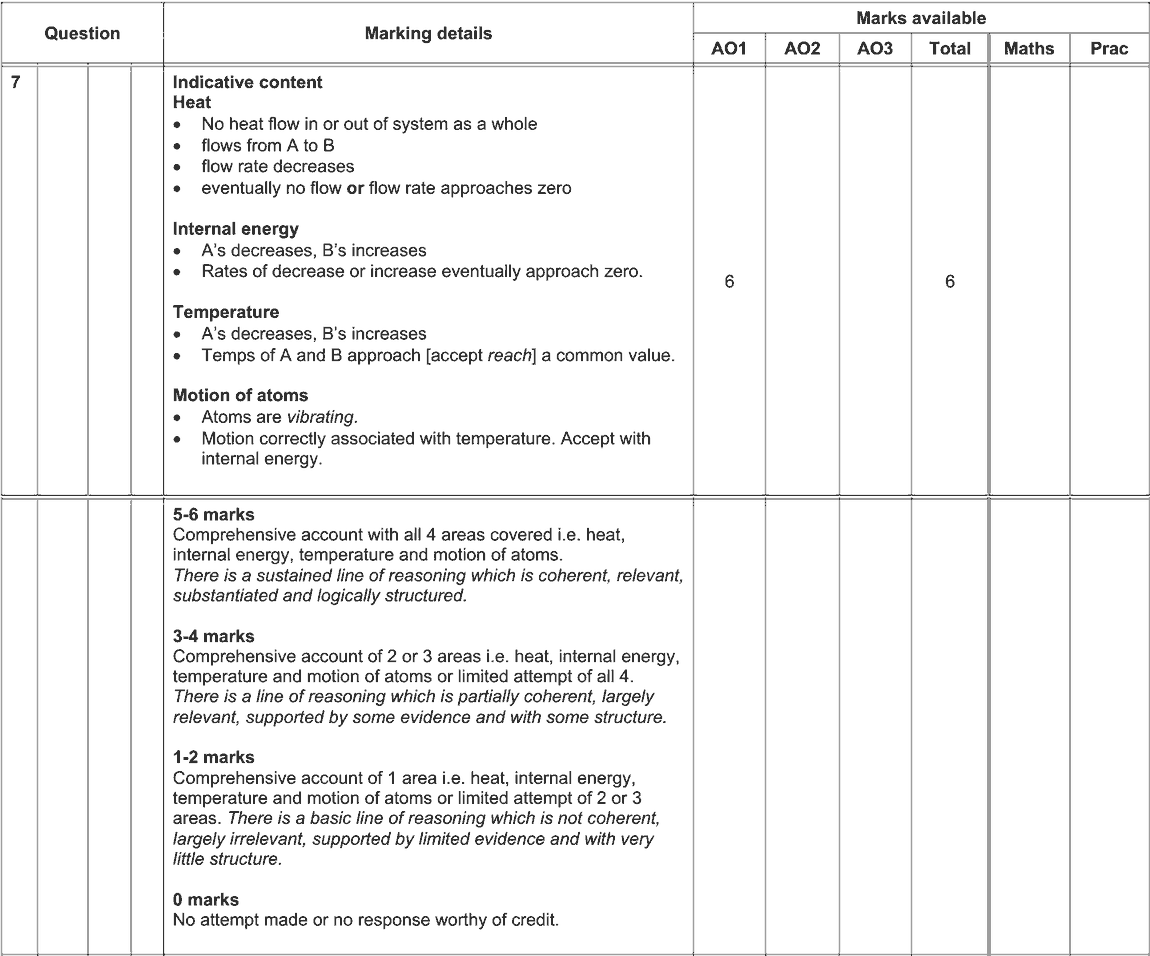 Question
Marking details
Marks available
AO1 AO2 AO3 Total Maths Prac
7
Indicative content
Heat
• No heat flow in or out of system as a whole
• flows from A to B
• flow rate decreases
• eventually no flow or flow rate approaches zero
Internal energy
• A's decreases, B's increases
• Rates of decrease or increase eventually approach zero.
Temperature
• A's decreases, B's increases
• Temps of A and B approach [accept reach] a common value.
Motion of atoms
• Atoms are vibrating.
• Motion correctly associated with temperature. Accept with
internal energy.
6 6
5-6 marks
Comprehensive account with all 4 areas covered i.e. heat,
internal energy, temperature and motion of atoms.
There is a sustained line of reasoning which is coherent, relevant,
substantiated and logically structured.
3-4 marks
Comprehensive account of 2 or 3 areas i.e. heat, internal energy,
temperature and motion of atoms or limited attempt of all 4.
There is a line of reasoning which is partially coherent, largely
relevant, supported by some evidence and with some structure.
1-2 marks
Comprehensive account of 1 area i.e. heat, internal energy,
temperature and motion of atoms or limited attempt of 2 or 3
areas. There is a basic line of reasoning which is not coherent,
largely irrelevant, supported by limited evidence and with very
little structure.
0 marks
No attempt made or no response worthy of credit.